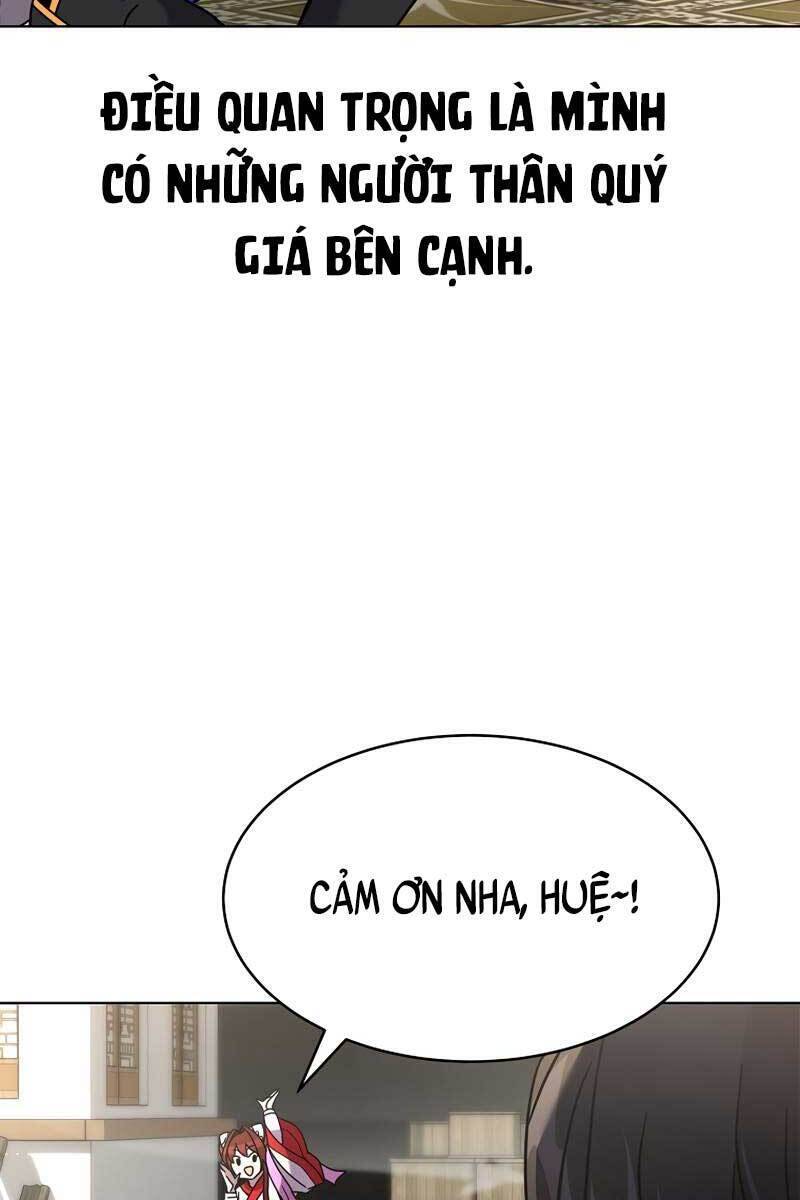 ĐIỀU QUAN TRỌNG LÀ MÌNH
CÓ NHỮNG NGƯỜI THÂN QUÝ
GIÁ BÊN CẠNH.
CẢM ƠN NHA, HUỆ~!